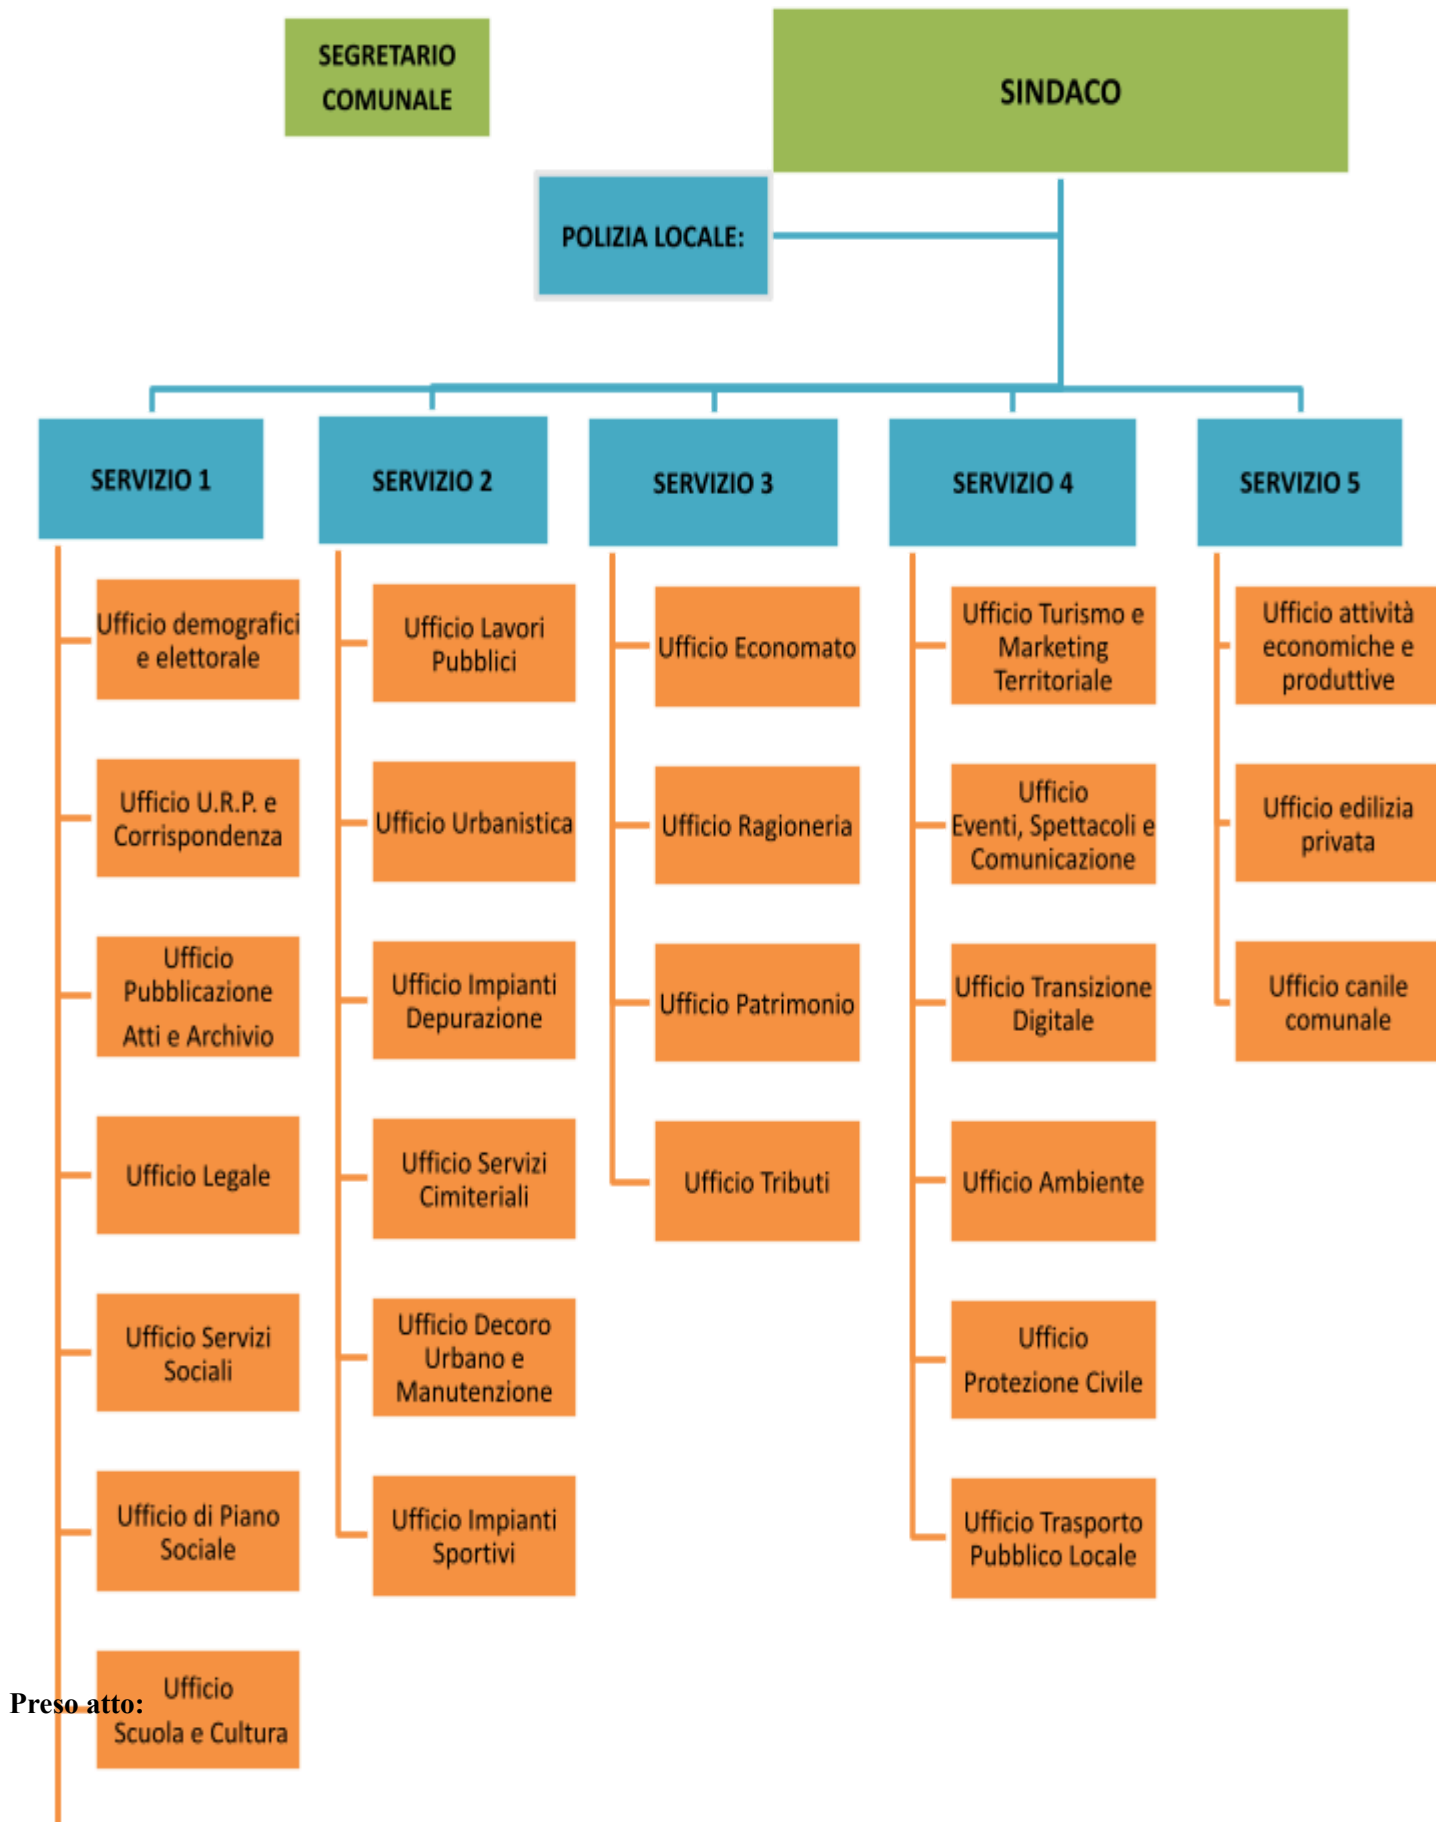 SEGRETARIO
COMUNALE
SINDACO
POLIZIA LOCALE:
SERVIZIO 1
Ufficio demografici
e elettorale
Ufficio U.R.P. e
Corrispondenza
Ufficio
Pubblicazione
Atti e Archivio
Ufficio Legale
Ufficio Servizi
Sociali
Ufficio di Piano
Sociale
Ufficio
Scuola e Cultura
SERVIZIO 2
Ufficio Lavori
Pubblici
Ufficio Urbanistica
Ufficio Impianti
Depurazione
Ufficio Servizi
Cimiteriali
Ufficio Decoro
Urbano e
Manutenzione
Ufficio Impianti
Sportivi
SERVIZIO 3
Ufficio Economato
Ufficio Ragioneria
Ufficio Patrimonio
Ufficio Tributi
SERVIZIO 4
Ufficio Turismo e
Marketing
Territoriale
Ufficio
Eventi, Spettacoli e
Comunicazione
Ufficio Transizione
Digitale
Ufficio Ambiente
Ufficio
Protezione Civile
Ufficio Trasporto
Pubblico Locale
SERVIZIO 5
Ufficio attività
economiche e
produttive
Ufficio edilizia
privata
Ufficio canile
comunale
Preso atto: